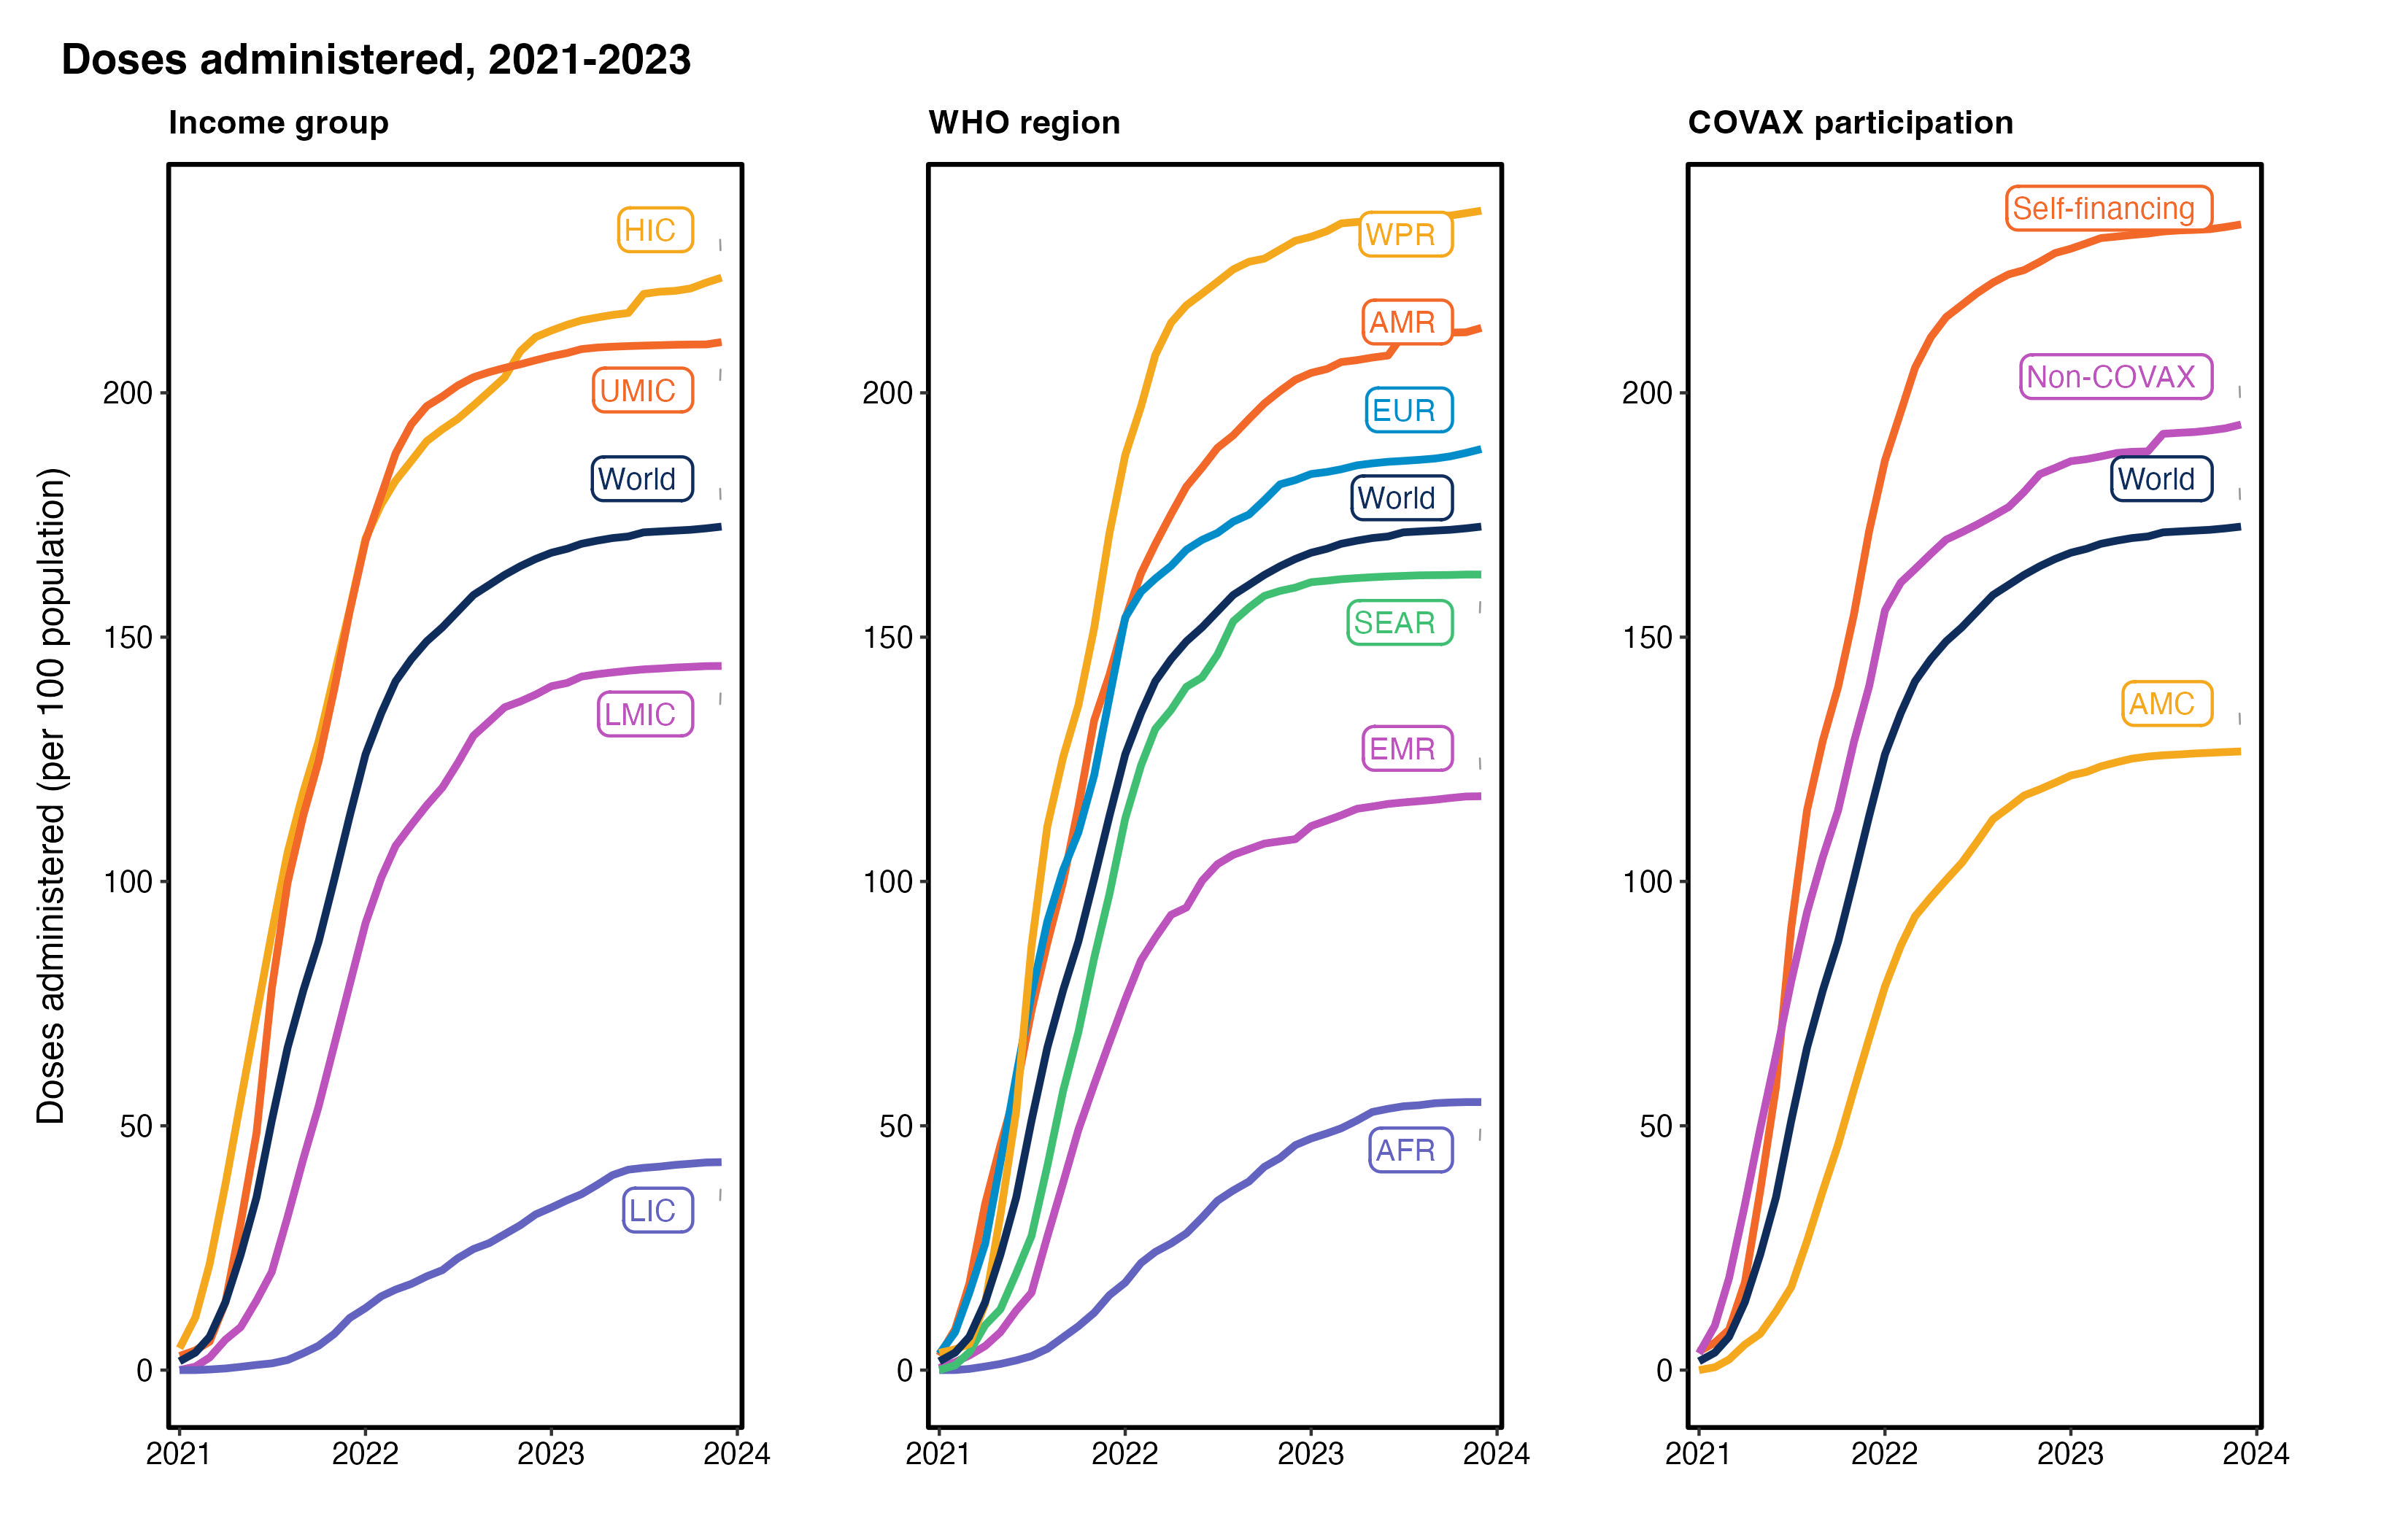 Doses administered, 2021-2023
Income group
WHO region
COVAX participation
Doses administered (per 100 population)
200
150
100
50
0
HIC
UMIC
World
LMIC
LIC
2021
2022
2023
2024
200
150
100
50
0
WPR
AMR
EUR
World
SEAR
EMR
AFR
2021
2022
2023
2024
200
150
100
50
0
Self-financing
Non-COVAX
World
AMC
2021
2022
2023
2024